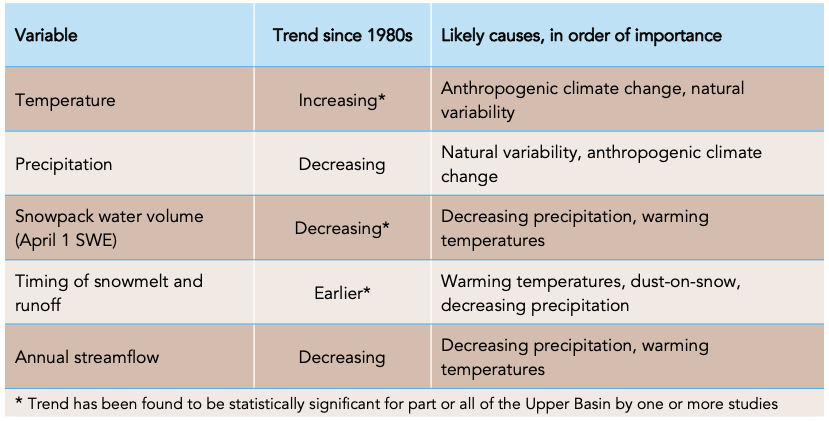 Variable
Trend since 1980s
Likely causes, in order of importance
Temperature
Increasing*
Anthropogenic climate change, natural
variability
Precipitation
Decreasing
Natural variability, anthropogenic climate
change
Snowpack water volume
(April 1 SWE)
Decreasing*
Decreasing precipitation, warming
temperatures
Timing of snowmelt and
runoff
Earlier*
Warming temperatures, dust-on-snow,
decreasing precipitation
Annual streamflow
Decreasing
Decreasing precipitation, warming
temperatures
* Trend has been found to be statistically significant for part or all of the Upper Basin by one or more studies